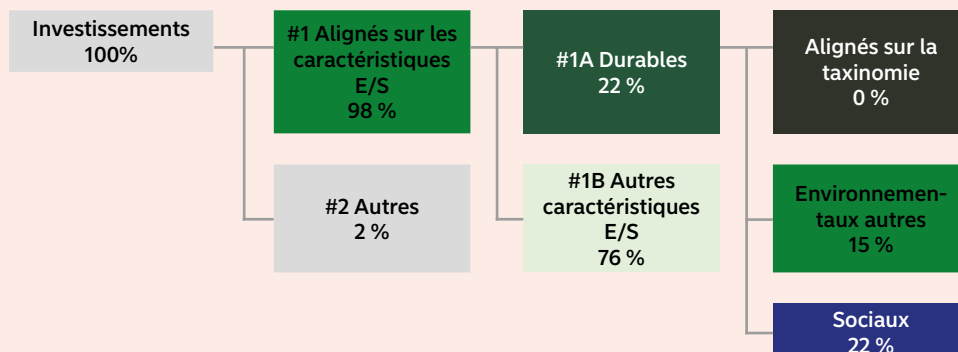 Investissements
100%
#1 Alignés sur les
caractéristiques
E/S
98 %
#1A Durables
22 %
Alignés sur la
taxinomie
0 %
#2 Autres
2 %
#1B Autres
caractéristiques
E/S
76 %
Environnemen-
taux autres
15 %
Sociaux
22 %